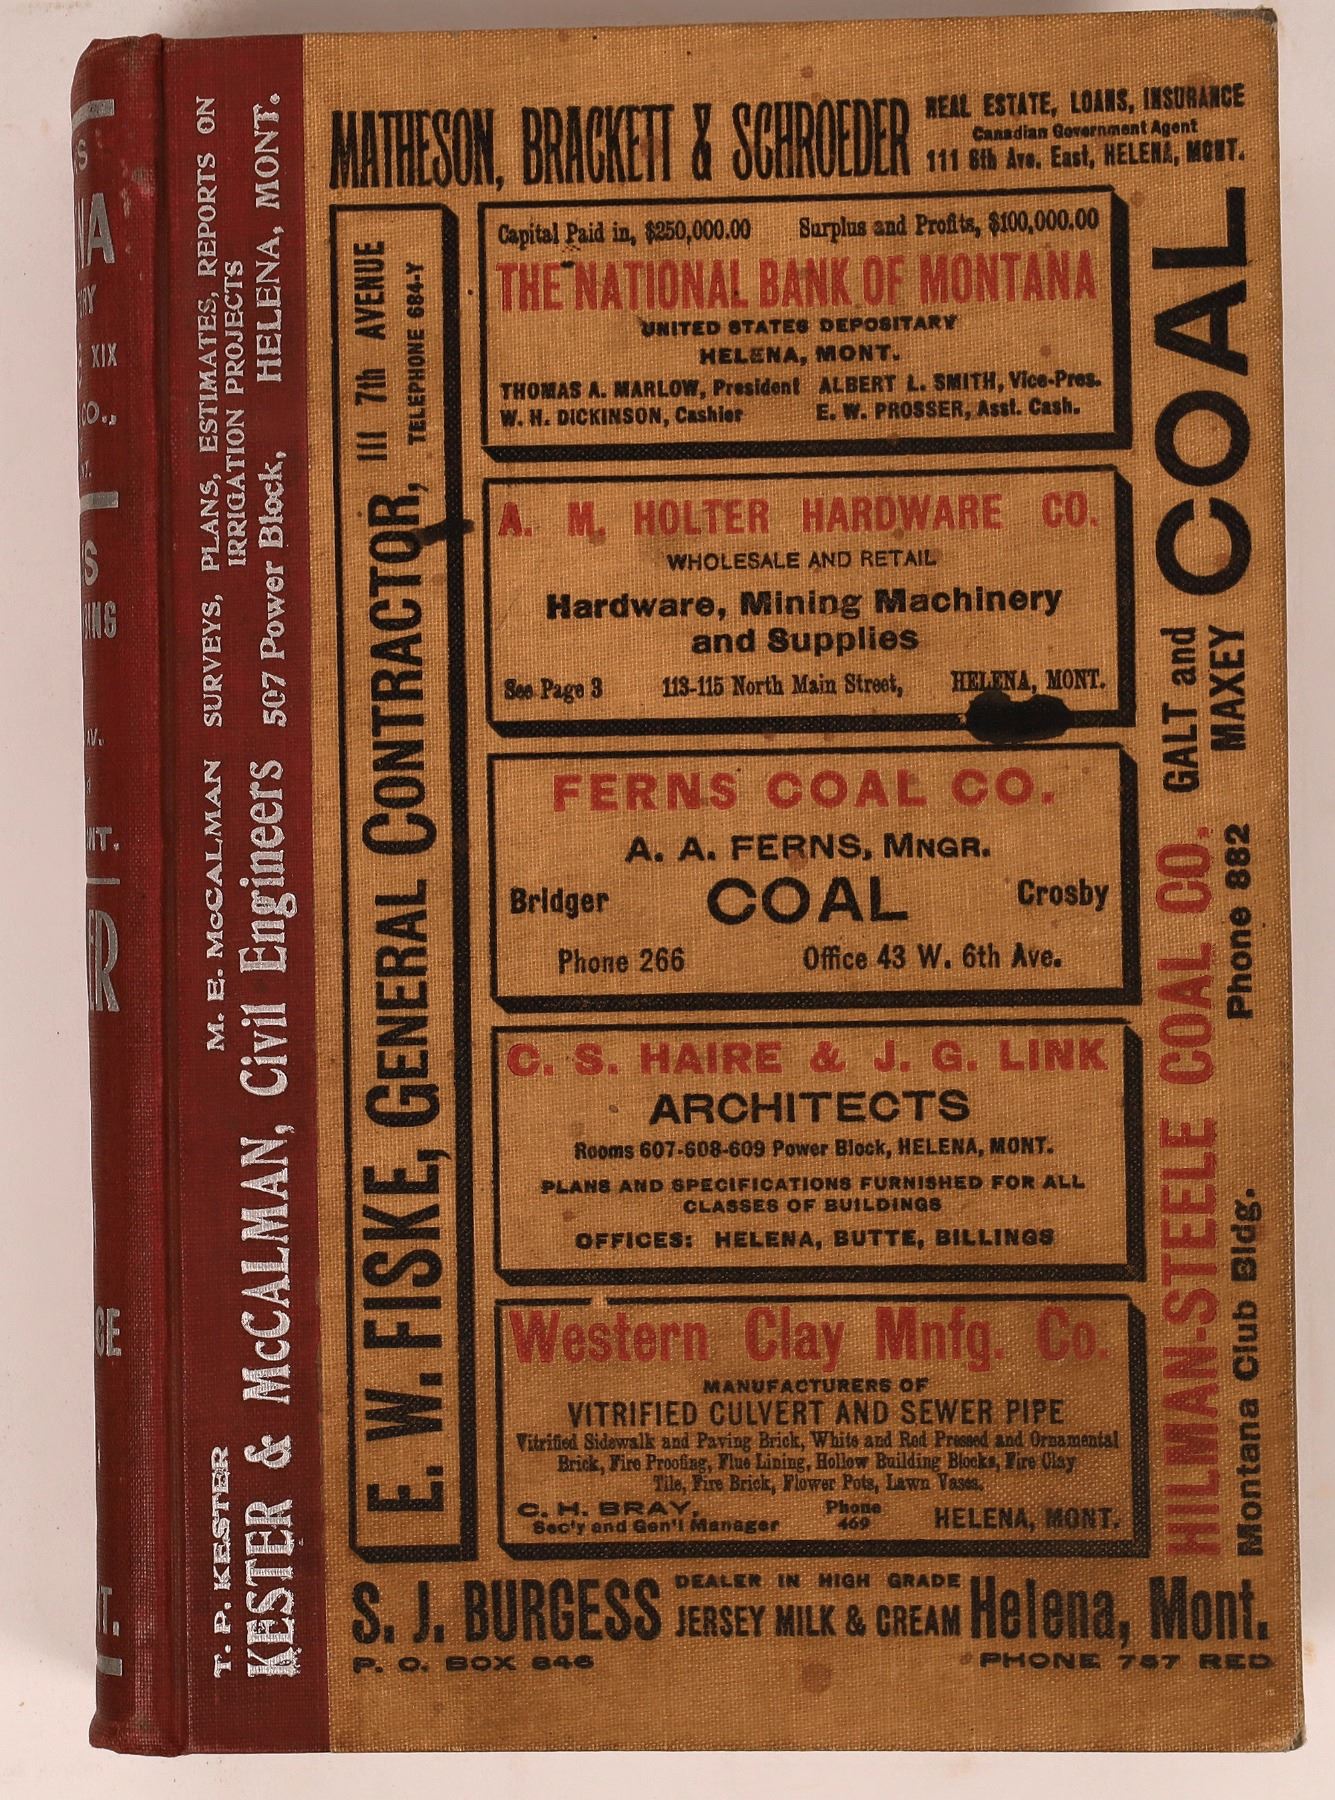 MATHESON, BRACKETT & SCHROEDER
REAL ESTATE, LOANS, INSURANCE
Canadian Government Agent
111 6th Ave. East, HELENA, MONT.
E. W. FISKE, GENERAL CONTRACTOR,
111 7th AVENUE
TELEPHONE 684-Y
Capital Paid in, $250,000.00 Surplus and Profits, $100,000.00
THE NATIONAL BANK OF MONTANA
UNITED STATES DEPOSITARY
HELENA, MONT.
THOMAS A. MARLOW, President ALBERT L. SMITH, Vice-Pres.
W. H. DICKINSON, Cashier E. W. PROSSER, Asst. Cash.
A. M. HOLTER HARDWARE CO.
WHOLESALE AND RETAIL
Hardware, Mining Machinery
and Supplies
See Page 3 113-115 North Main Street, HELENA, MONT.
FERNS COAL CO.
A. A. FERNS, MNGR.
Bridger COAL Crosby
Phone 266 Office 43 W. 6th Ave.
C. S. HAIRE & J. G. LINK
ARCHITECTS
Rooms 607-608-609 Power Block, HELENA, MONT.
PLANS AND SPECIFICATIONS FURNISHED FOR ALL
CLASSES OF BUILDINGS
OFFICES: HELENA, BUTTE, BILLINGS
Western Clay Mnfg. Co.
MANUFACTURERS OF
VITRIFIED CULVERT AND SEWER PIPE
Vitrified Sidewalk and Paving Brick, White and Red Pressed and Ornamental
Brick, Fire Proofing, Flue Lining, Hollow Building Blocks, Fire Clay
Tile, Fire Brick, Flower Pots, Lawn Vases.
C. H. BRAY,
Sec'y and Gen'l Manager
Phone
469
HELENA, MONT.
HILMAN-STEELE COAL CO. GALT and
MAXEY
COAL
Montana Club Bldg. Phone 882
S. J. BURGESS
DEALER IN HIGH GRADE
JERSEY MILK & CREAM
Helena, Mont.
P. O. BOX 846 PHONE 767 RED
T. P. KESTER M. E. McCALMAN
KESTER & McCALMAN, Civil Engineers
SURVEYS, PLANS, ESTIMATES, REPORTS ON
IRRIGATION PROJECTS
507 Power Block, HELENA, MONT.
S
NA
RY
XIX
CO.,
NT.
S
ING
AV.
NT.
ER
GE
T.